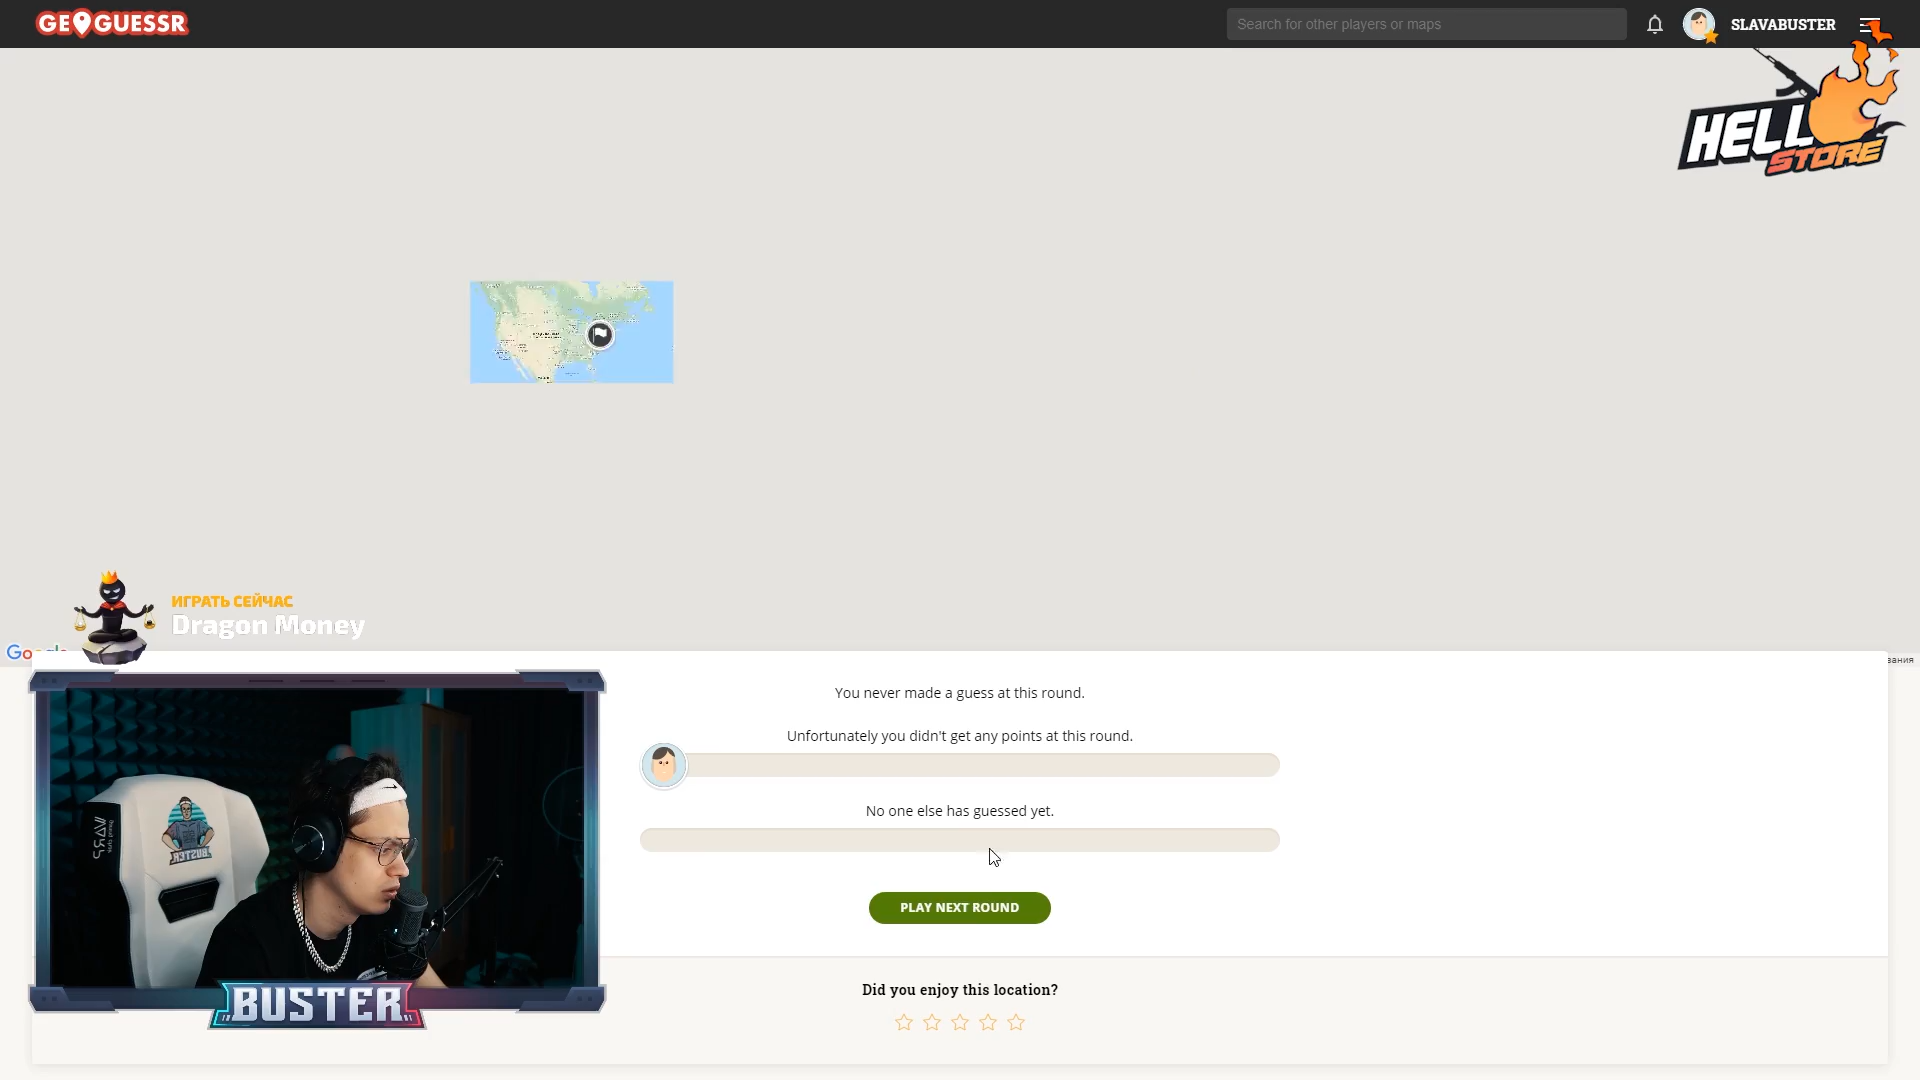 GEOGUESSR
Search for other players or maps
SLAVABUSTER
HELL
STORE
ИГРАТЬ СЕЙЧАС
Dragon Money
You never made a guess at this round.
Unfortunately you didn't get any points at this round.
No one else has guessed yet.
PLAY NEXT ROUND
BUSTER
Did you enjoy this location?